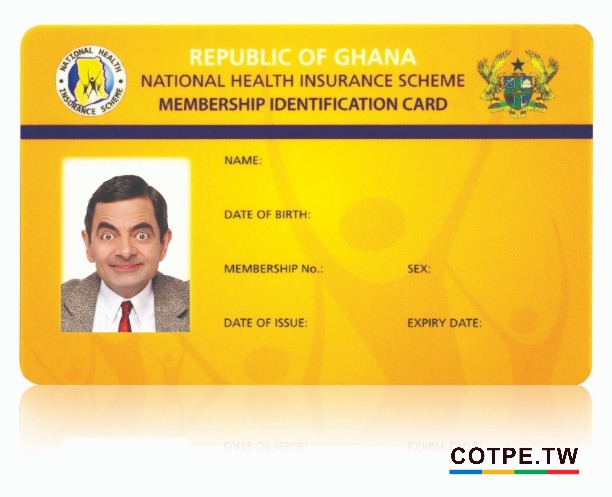 NATIONAL HEALTH
INSURANCE SCHEME
REPUBLIC OF GHANA
NATIONAL HEALTH INSURANCE SCHEME
MEMBERSHIP IDENTIFICATION CARD
NAME:
DATE OF BIRTH:
MEMBERSHIP No.: SEX:
DATE OF ISSUE: EXPIRY DATE:
COTPE.TW